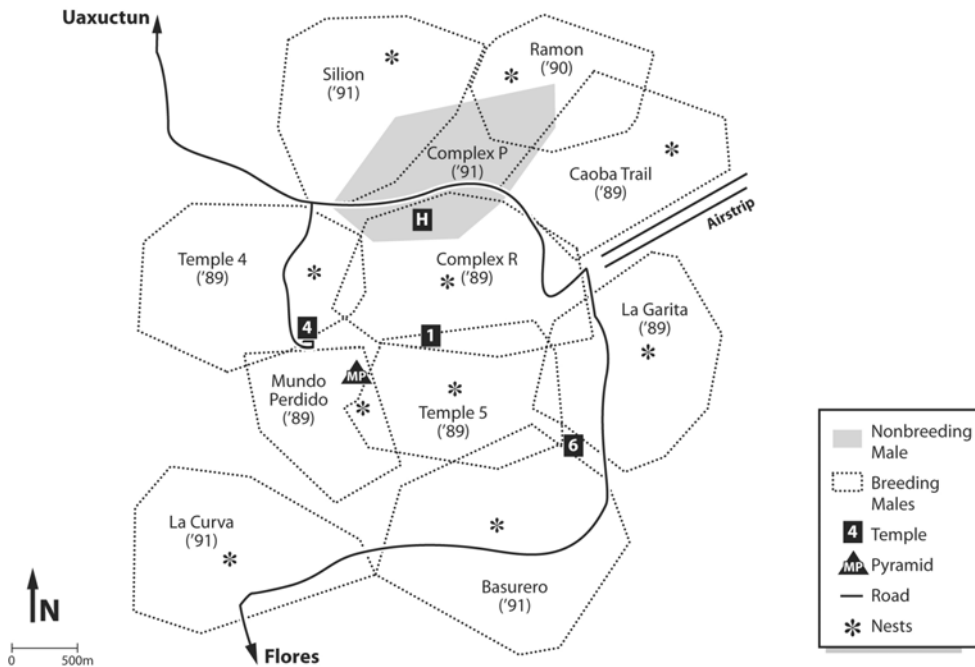 Uaxuctun
Silion
('91)
Ramon
('90)
Complex P
('91)
Caoba Trail
('89)
Airstrip
H
Temple 4
('89)
Complex R
('89)
La Garita
('89)
4
1
MP
Mundo
Perdido
('89)
Temple 5
('89)
6
La Curva
('91)
Basurero
('91)
N
0 500m
Flores
Nonbreeding
Male
Breeding
Males
4 Temple
MP Pyramid
Road
Nests